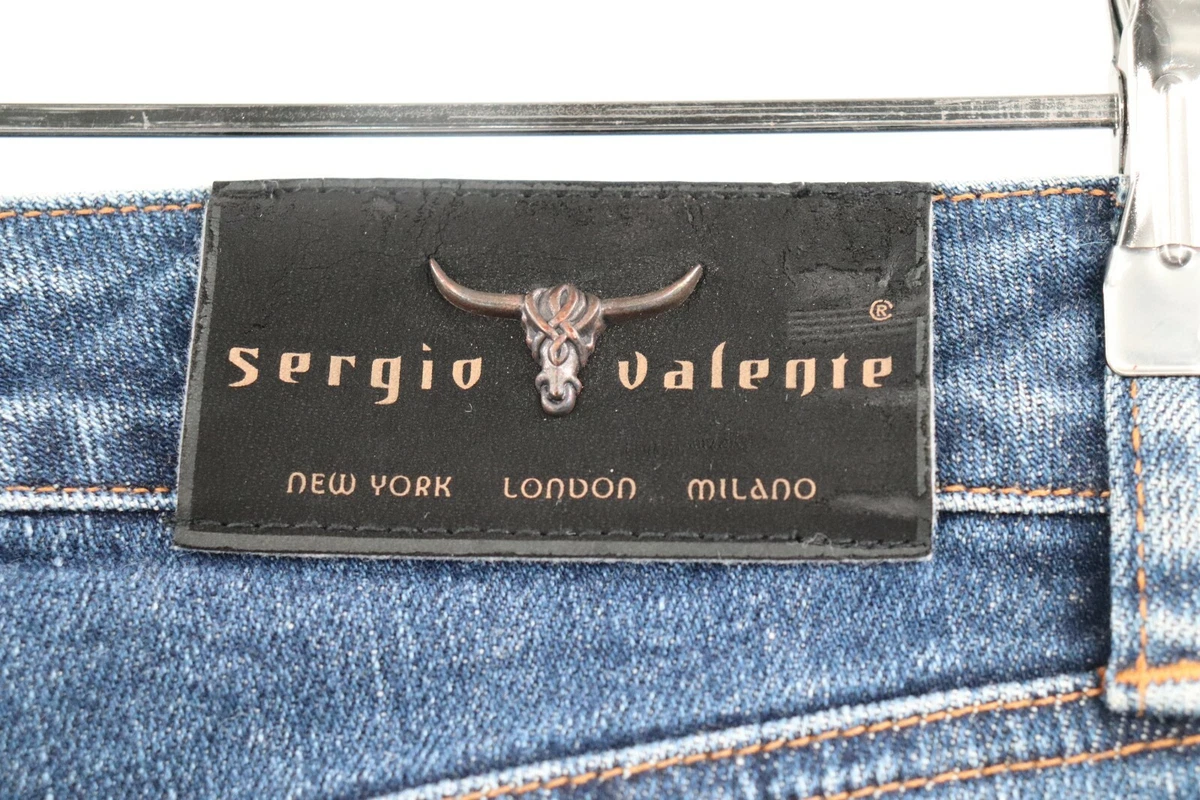 ®
sergio valente
NEW YORK LONDON MILANO